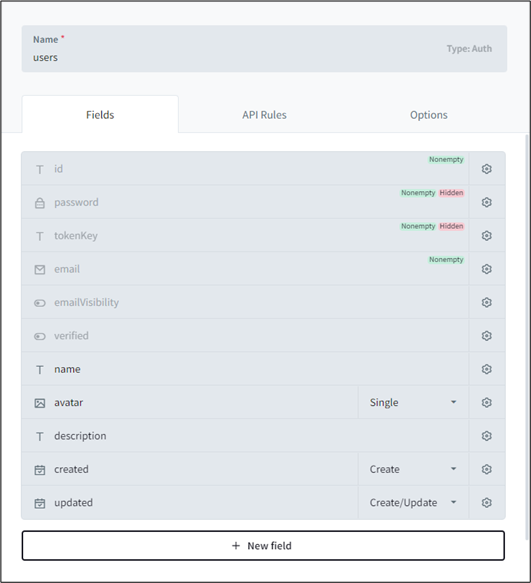 Name *
users
Type: Auth
Fields
API Rules
Options
id
Nonempty
password
Nonempty Hidden
tokenKey
Nonempty Hidden
email
Nonempty
emailVisibility
verified
name
avatar
Single
description
created
Create
updated
Create/Update
+ New field